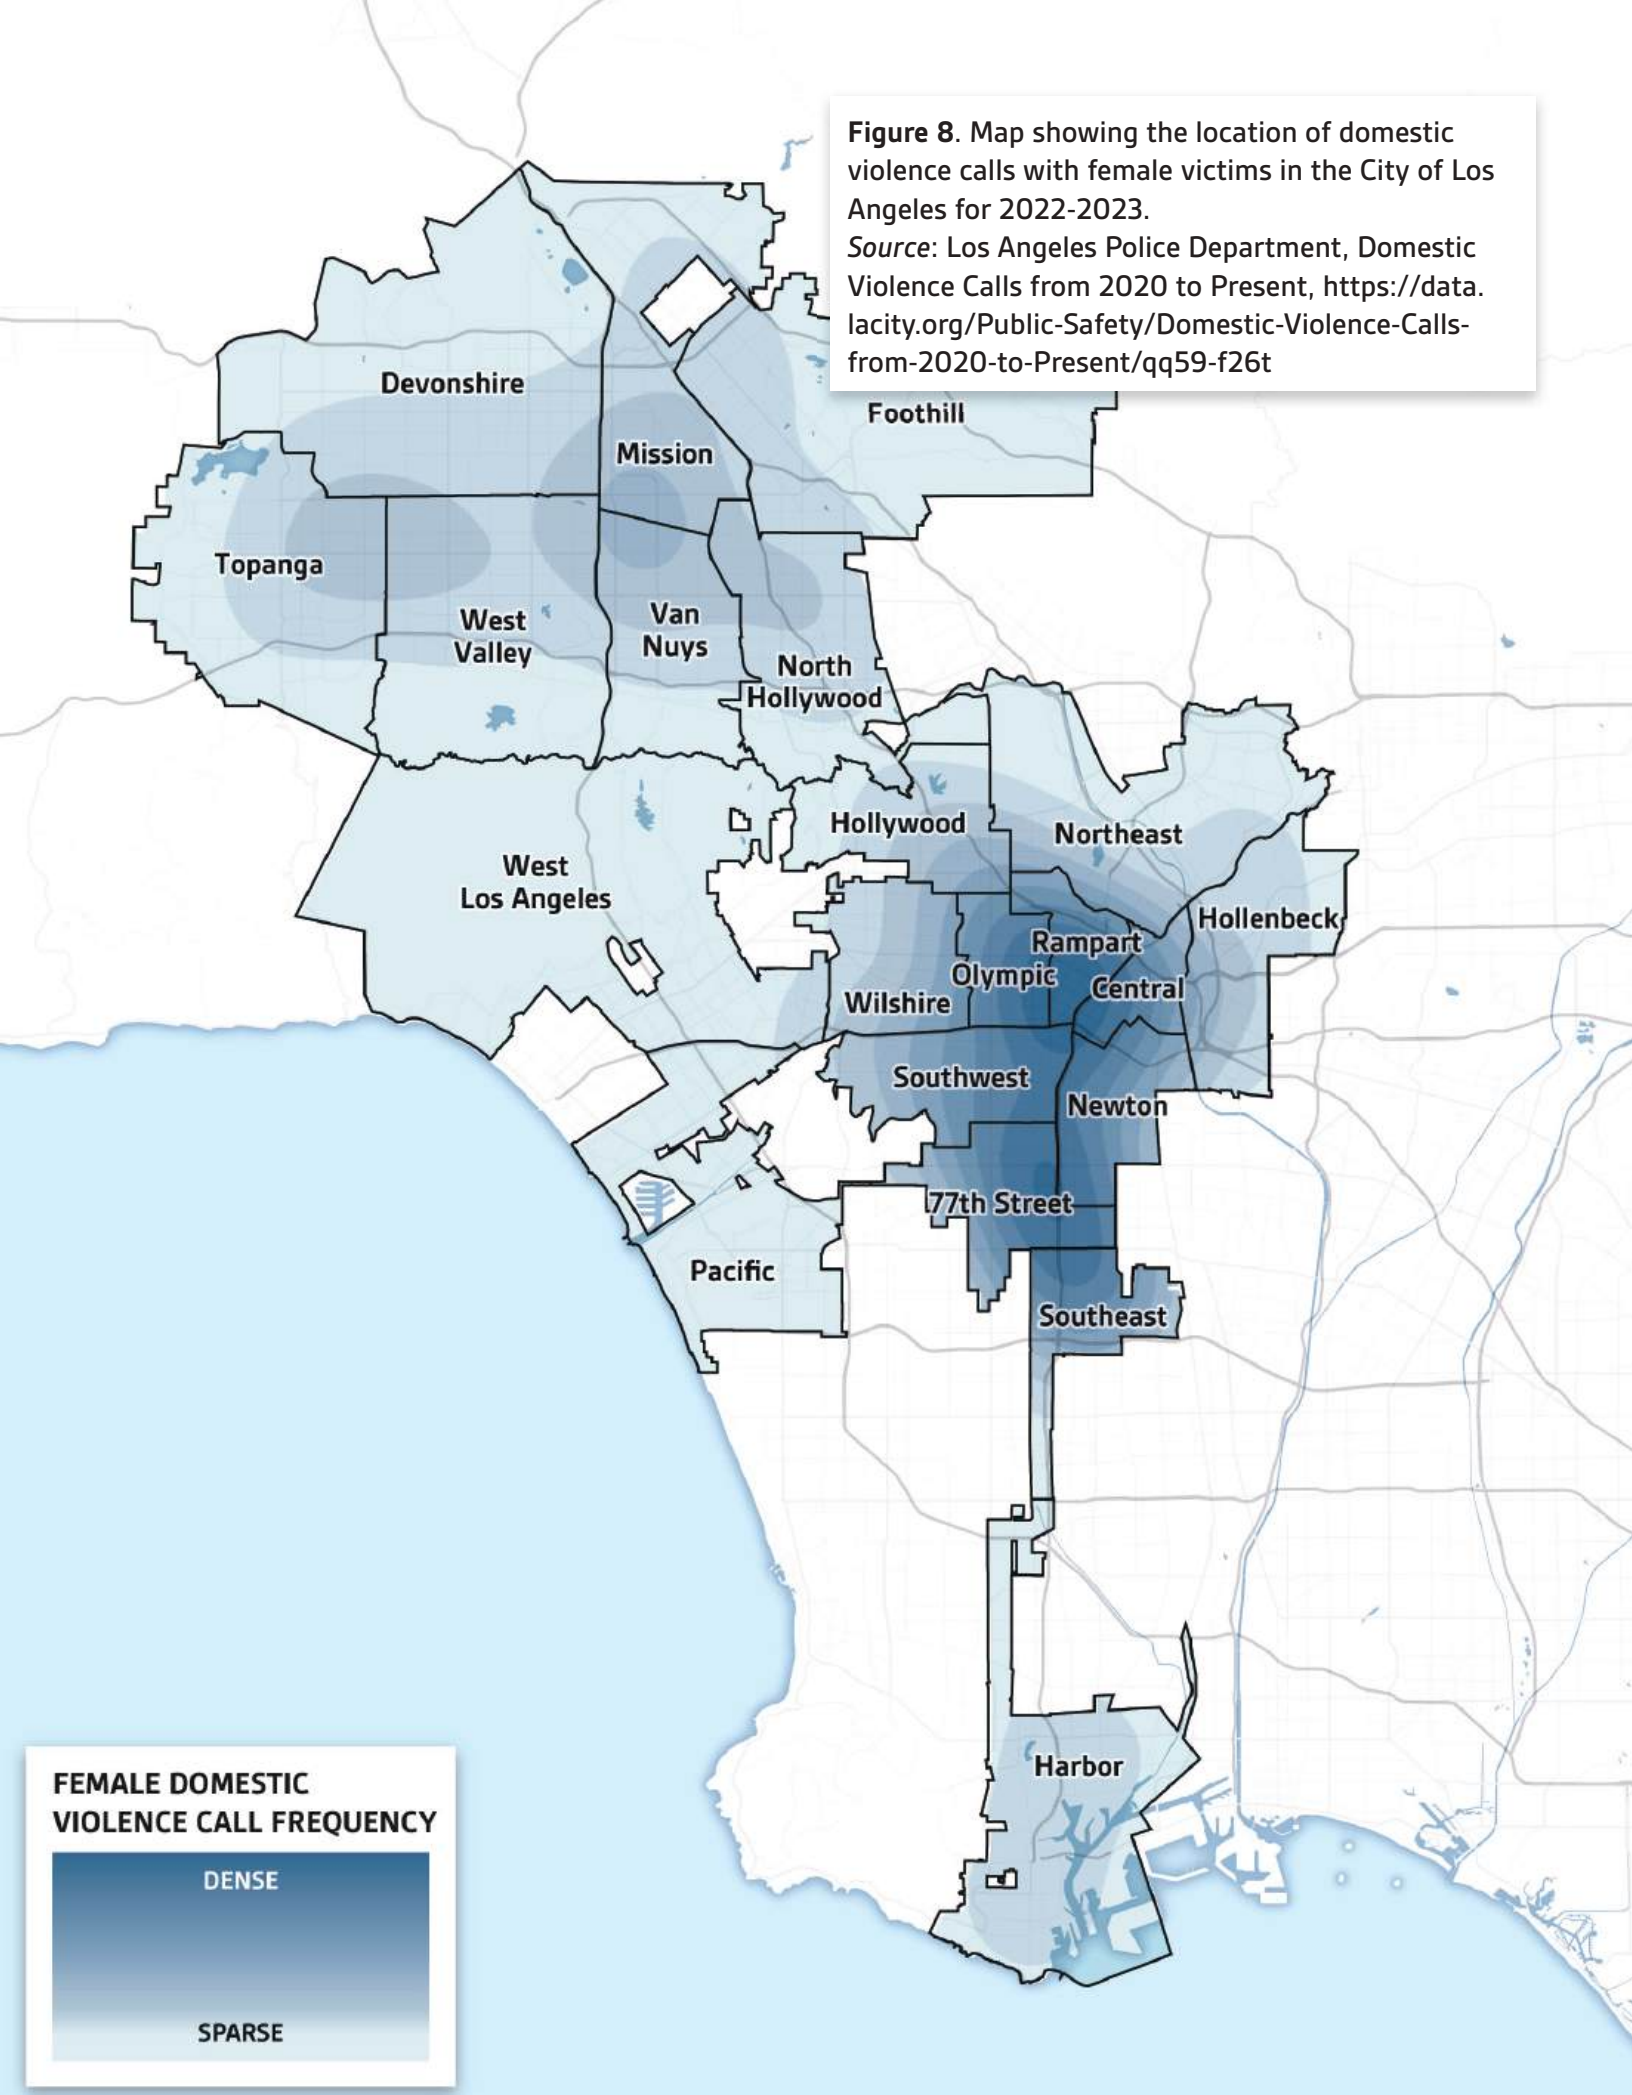 Figure 8. Map showing the location of domestic
violence calls with female victims in the City of Los
Angeles for 2022-2023.
Source: Los Angeles Police Department, Domestic
Violence Calls from 2020 to Present, https://data.
lacity.org/Public-Safety/Domestic-Violence-Calls-
from-2020-to-Present/qq59-f26t
Devonshire
Foothill
Mission
Topanga
West
Valley
Van
Nuys
North
Hollywood
Hollywood
Northeast
West
Los Angeles
Hollenbeck
Rampart
Olympic
Central
Wilshire
Southwest
Newton
77th Street
Pacific
Southeast
Harbor
FEMALE DOMESTIC
VIOLENCE CALL FREQUENCY
DENSE
SPARSE